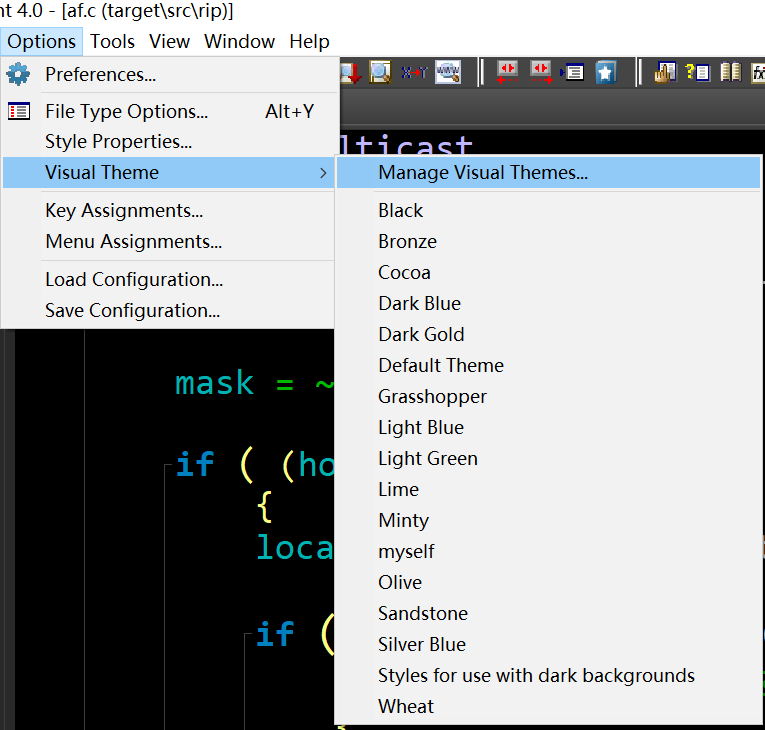 nt 4.0 - [af.c (target\src\rip)]
Options Tools View Window Help
Preferences...
File Type Options... Alt+Y
Style Properties...
Visual Theme
Key Assignments...
Menu Assignments...
Load Configuration...
Save Configuration...
lticast
Manage Visual Themes...
Black
Bronze
Cocoa
Dark Blue
Dark Gold
Default Theme
Grasshopper
Light Blue
Light Green
Lime
Minty
myself
Olive
Sandstone
Silver Blue
Styles for use with dark backgrounds
Wheat
mask = ~
if ( (ho
{
loca
if (